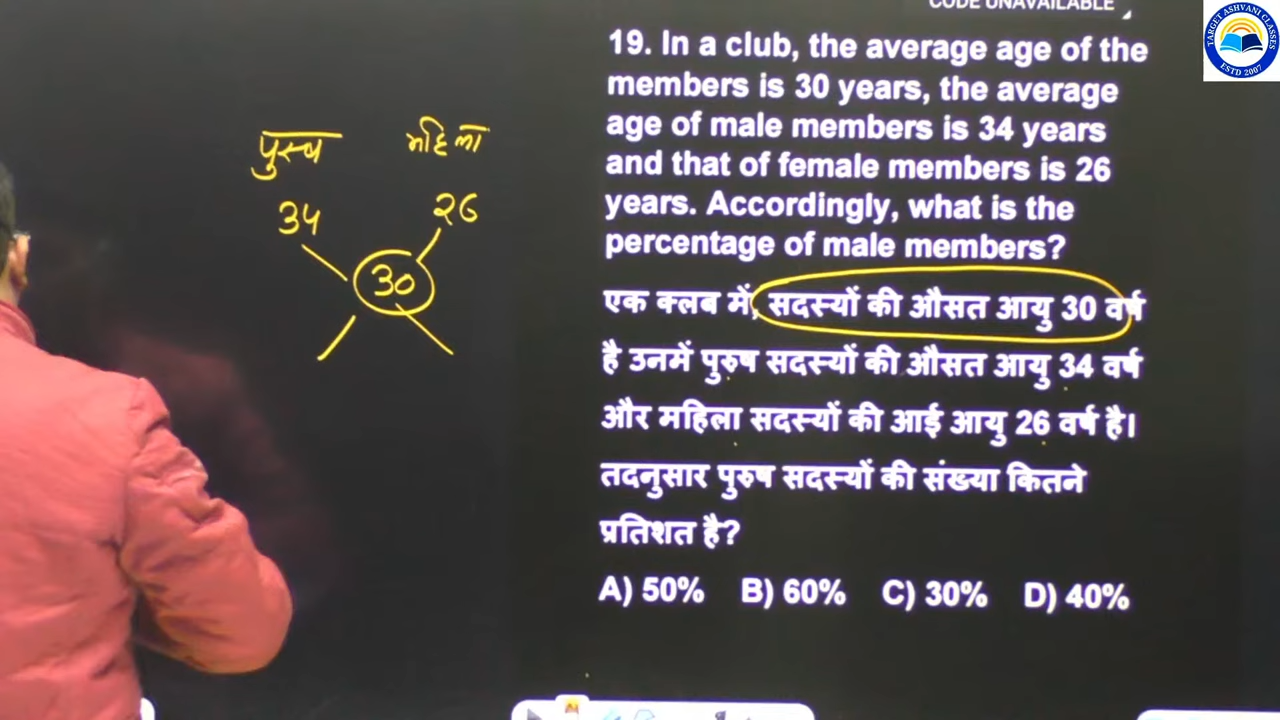 CODE UNAVAILABLE
TARGET ASHVANI CLASSES
ESTD 2007
19. In a club, the average age of the
members is 30 years, the average
age of male members is 34 years
and that of female members is 26
years. Accordingly, what is the
percentage of male members?
एक क्लब में, सदस्यों की औसत आयु 30 वर्ष
है उनमें पुरुष सदस्यों की औसत आयु 34 वर्ष
और महिला सदस्यों की आई आयु 26 वर्ष है।
तदनुसार पुरुष सदस्यों की संख्या कितने
प्रतिशत है?
A) 50% B) 60% C) 30% D) 40%
पुरुष महिला
34 26
30